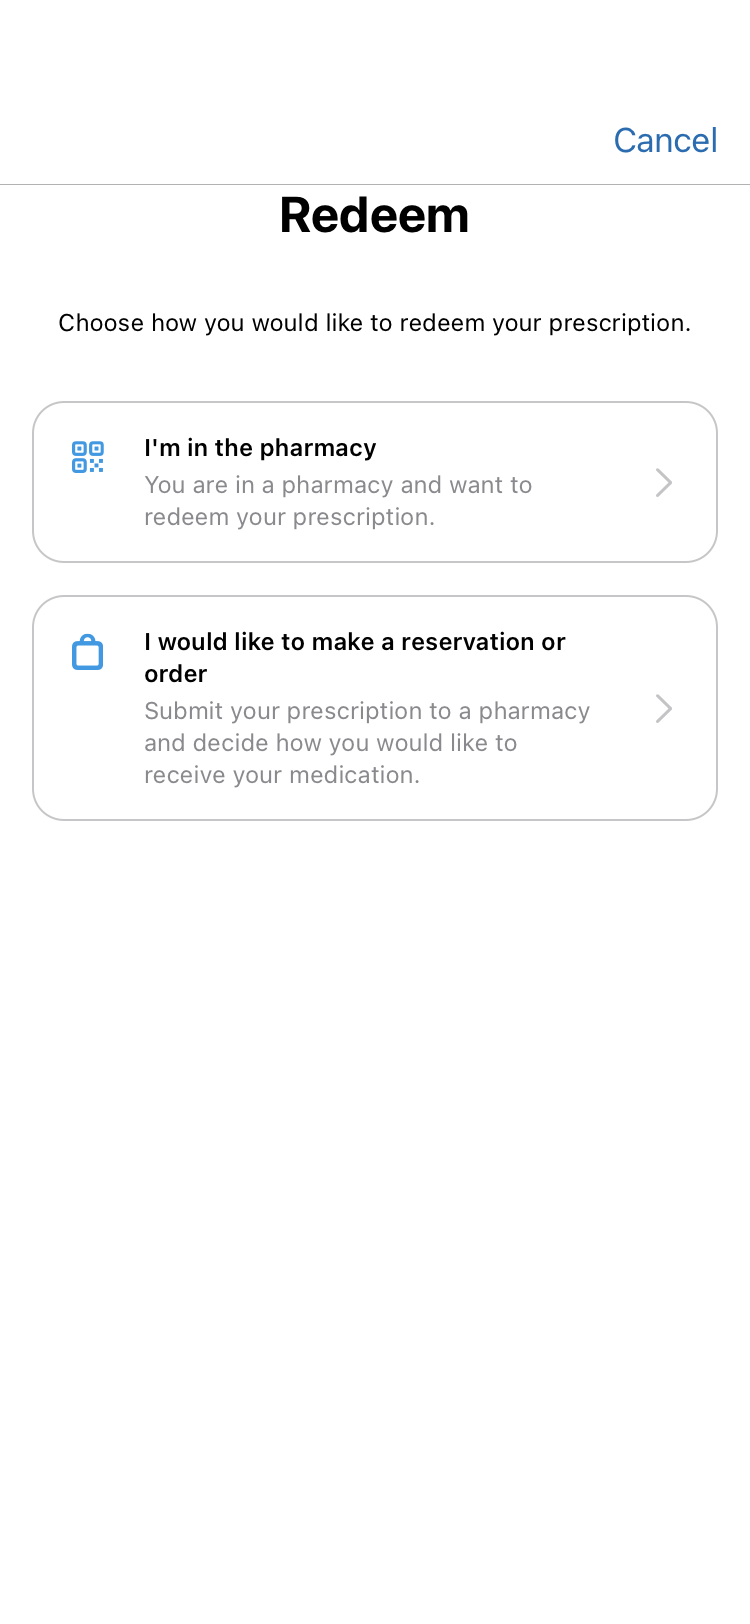 Cancel
Redeem
Choose how you would like to redeem your prescription.
I'm in the pharmacy
You are in a pharmacy and want to
redeem your prescription.
I would like to make a reservation or
order
Submit your prescription to a pharmacy
and decide how you would like to
receive your medication.